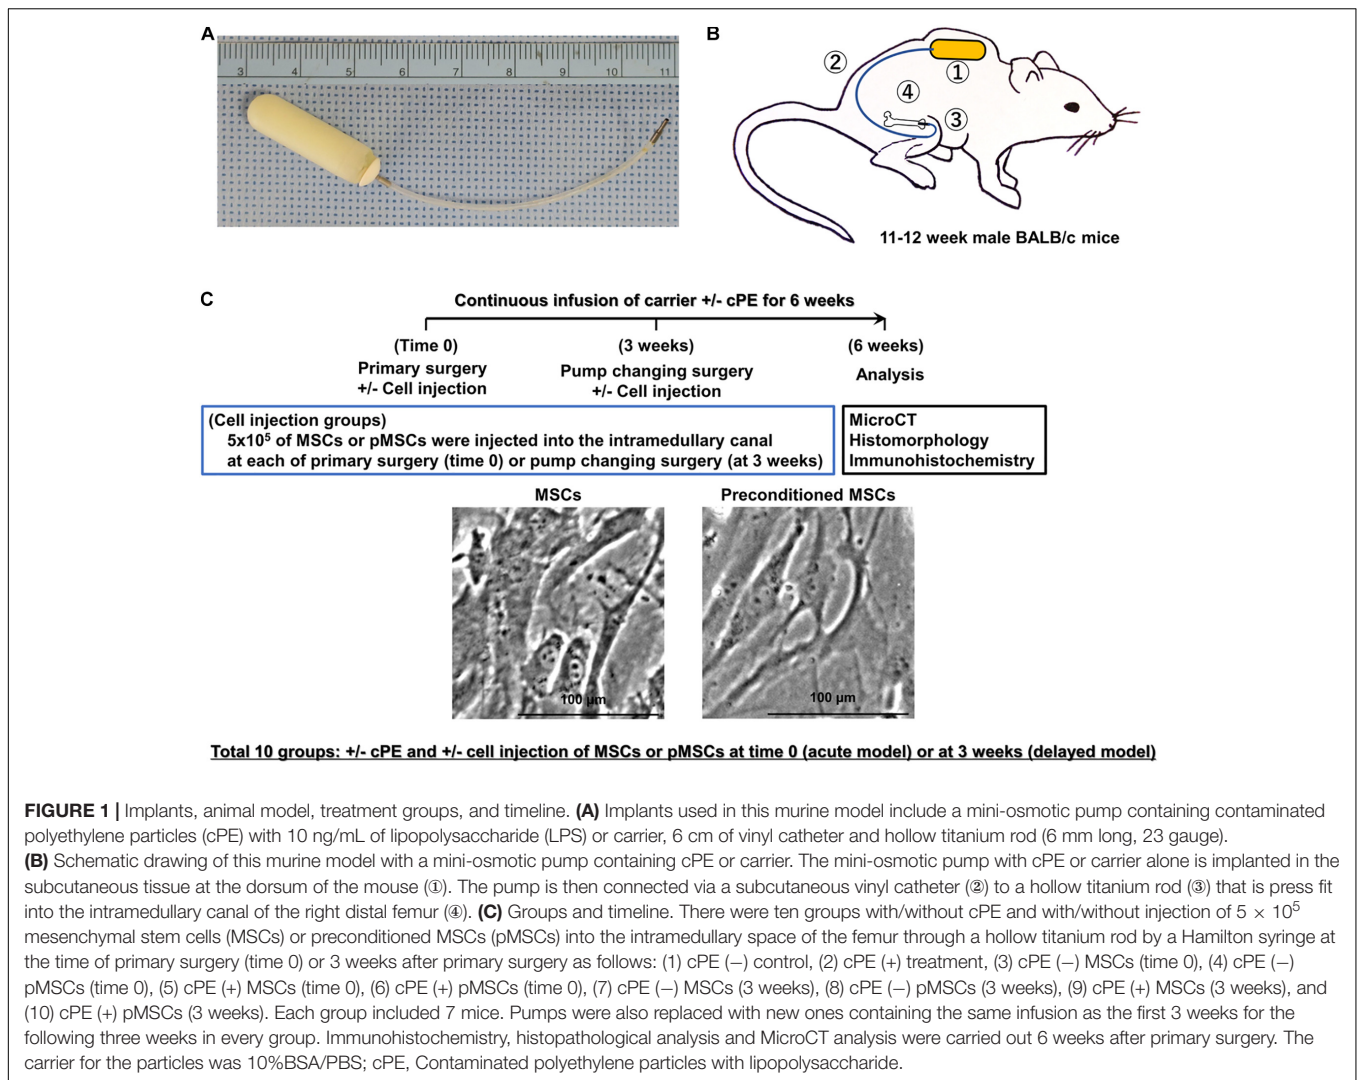 A
3 4 5 6 7 8 9 10 11
B
②
①
④
③
11-12 week male BALB/c mice
C
Continuous infusion of carrier +/- cPE for 6 weeks
(Time 0) (3 weeks) (6 weeks)
Primary surgery Pump changing surgery Analysis
+/- Cell injection +/- Cell injection
(Cell injection groups)
5x10⁵ of MSCs or pMSCs were injected into the intramedullary canal
at each of primary surgery (time 0) or pump changing surgery (at 3 weeks)
MicroCT
Histomorphology
Immunohistochemistry
MSCs Preconditioned MSCs
100 µm 100 µm
Total 10 groups: +/- cPE and +/- cell injection of MSCs or pMSCs at time 0 (acute model) or at 3 weeks (delayed model)
FIGURE 1 | Implants, animal model, treatment groups, and timeline. (A) Implants used in this murine model include a mini-osmotic pump containing contaminated
polyethylene particles (cPE) with 10 ng/mL of lipopolysaccharide (LPS) or carrier, 6 cm of vinyl catheter and hollow titanium rod (6 mm long, 23 gauge).
(B) Schematic drawing of this murine model with a mini-osmotic pump containing cPE or carrier. The mini-osmotic pump with cPE or carrier alone is implanted in the
subcutaneous tissue at the dorsum of the mouse (①). The pump is then connected via a subcutaneous vinyl catheter (②) to a hollow titanium rod (③) that is press fit
into the intramedullary canal of the right distal femur (④). (C) Groups and timeline. There were ten groups with/without cPE and with/without injection of 5 × 10⁵
mesenchymal stem cells (MSCs) or preconditioned MSCs (pMSCs) into the intramedullary space of the femur through a hollow titanium rod by a Hamilton syringe at
the time of primary surgery (time 0) or 3 weeks after primary surgery as follows: (1) cPE (−) control, (2) cPE (+) treatment, (3) cPE (−) MSCs (time 0), (4) cPE (−)
pMSCs (time 0), (5) cPE (+) MSCs (time 0), (6) cPE (+) pMSCs (time 0), (7) cPE (−) MSCs (3 weeks), (8) cPE (−) pMSCs (3 weeks), (9) cPE (+) MSCs (3 weeks), and
(10) cPE (+) pMSCs (3 weeks). Each group included 7 mice. Pumps were also replaced with new ones containing the same infusion as the first 3 weeks for the
following three weeks in every group. Immunohistochemistry, histopathological analysis and MicroCT analysis were carried out 6 weeks after primary surgery. The
carrier for the particles was 10%BSA/PBS; cPE, Contaminated polyethylene particles with lipopolysaccharide.